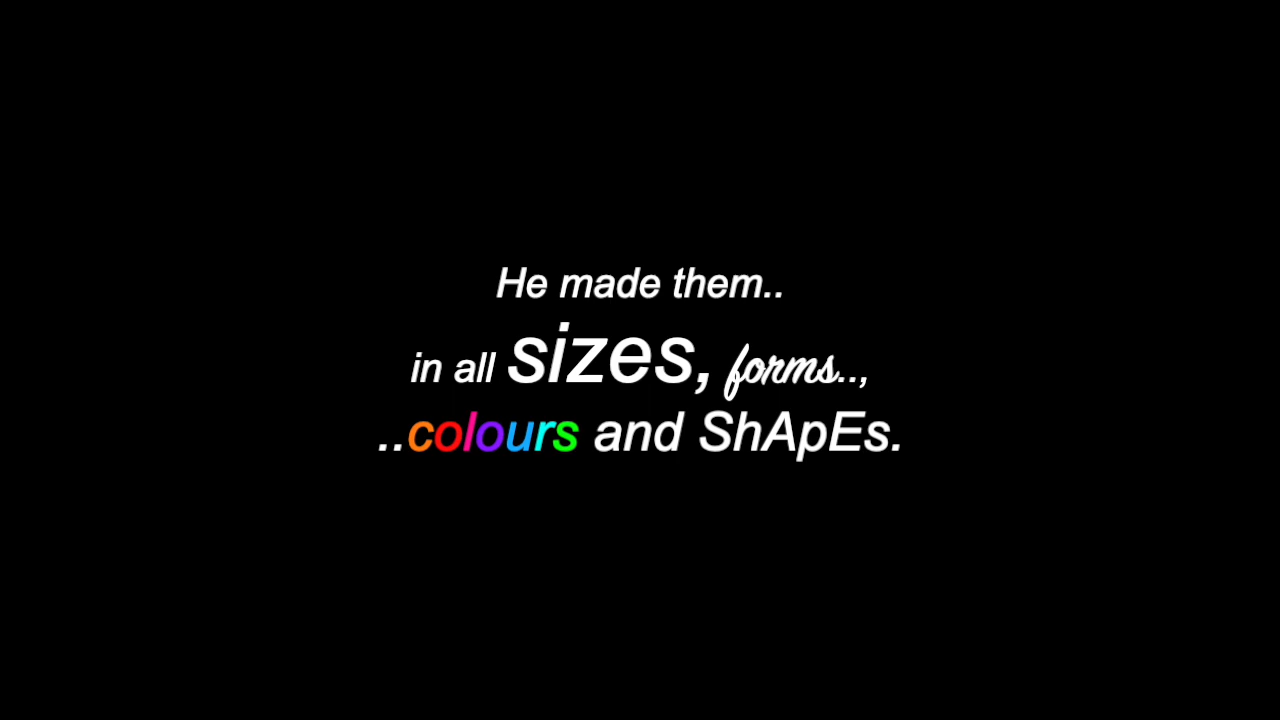 He made them..
in all sizes, forms..,
..colours and ShApEs.